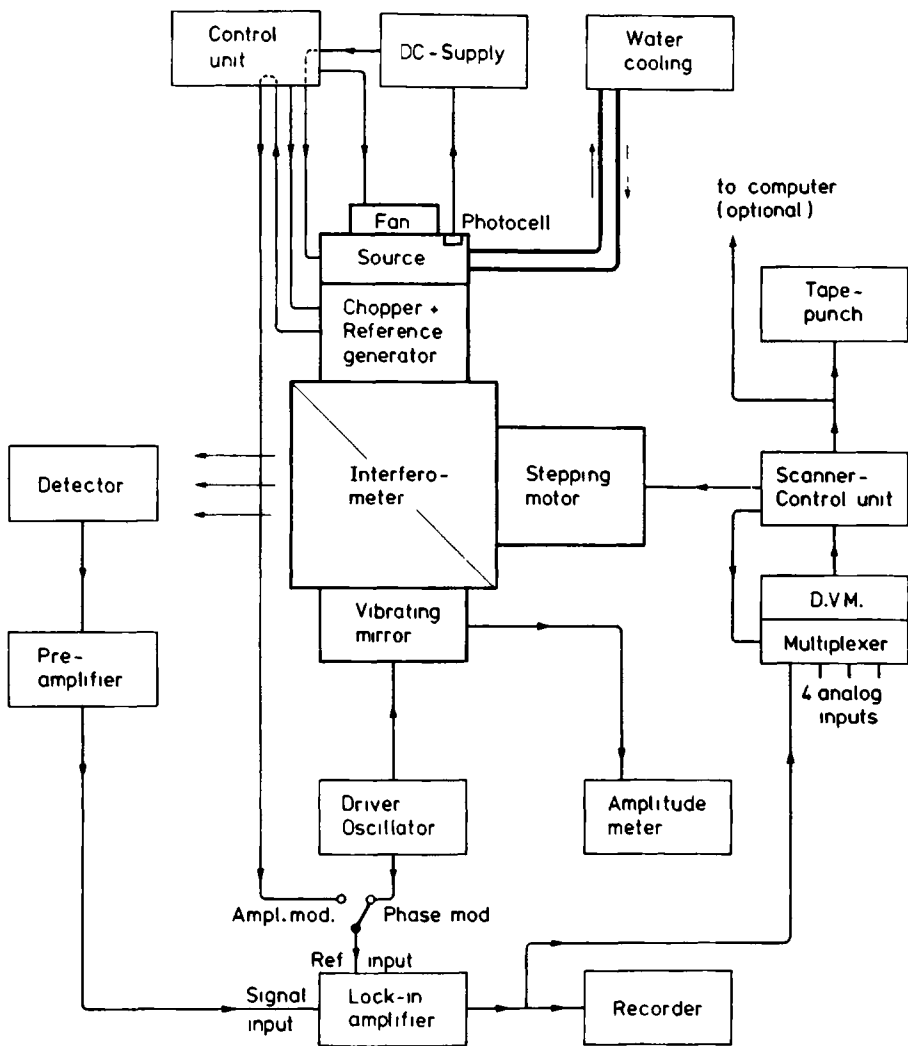 Control
unit
DC-Supply
Water
cooling
to computer
(optional)
Fan
Photocell
Source
Chopper +
Reference
generator
Tape-
punch
Detector
Interfero-
meter
Stepping
motor
Scanner-
Control unit
Vibrating
mirror
D.V.M.
Multiplexer
4 analog
inputs
Pre-
amplifier
Driver
Oscillator
Amplitude
meter
Ampl. mod.
Phase mod
Ref input
Signal
input
Lock-in
amplifier
Recorder